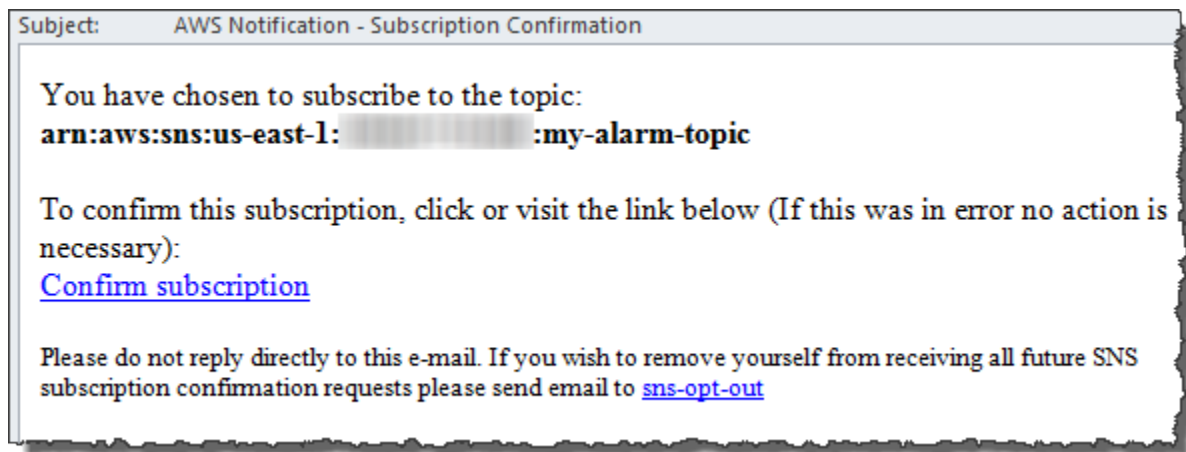 Subject: AWS Notification - Subscription Confirmation
You have chosen to subscribe to the topic:
arn:aws:sns:us-east-1: :my-alarm-topic
To confirm this subscription, click or visit the link below (If this was in error no action is
necessary):
Confirm subscription
Please do not reply directly to this e-mail. If you wish to remove yourself from receiving all future SNS
subscription confirmation requests please send email to sns-opt-out